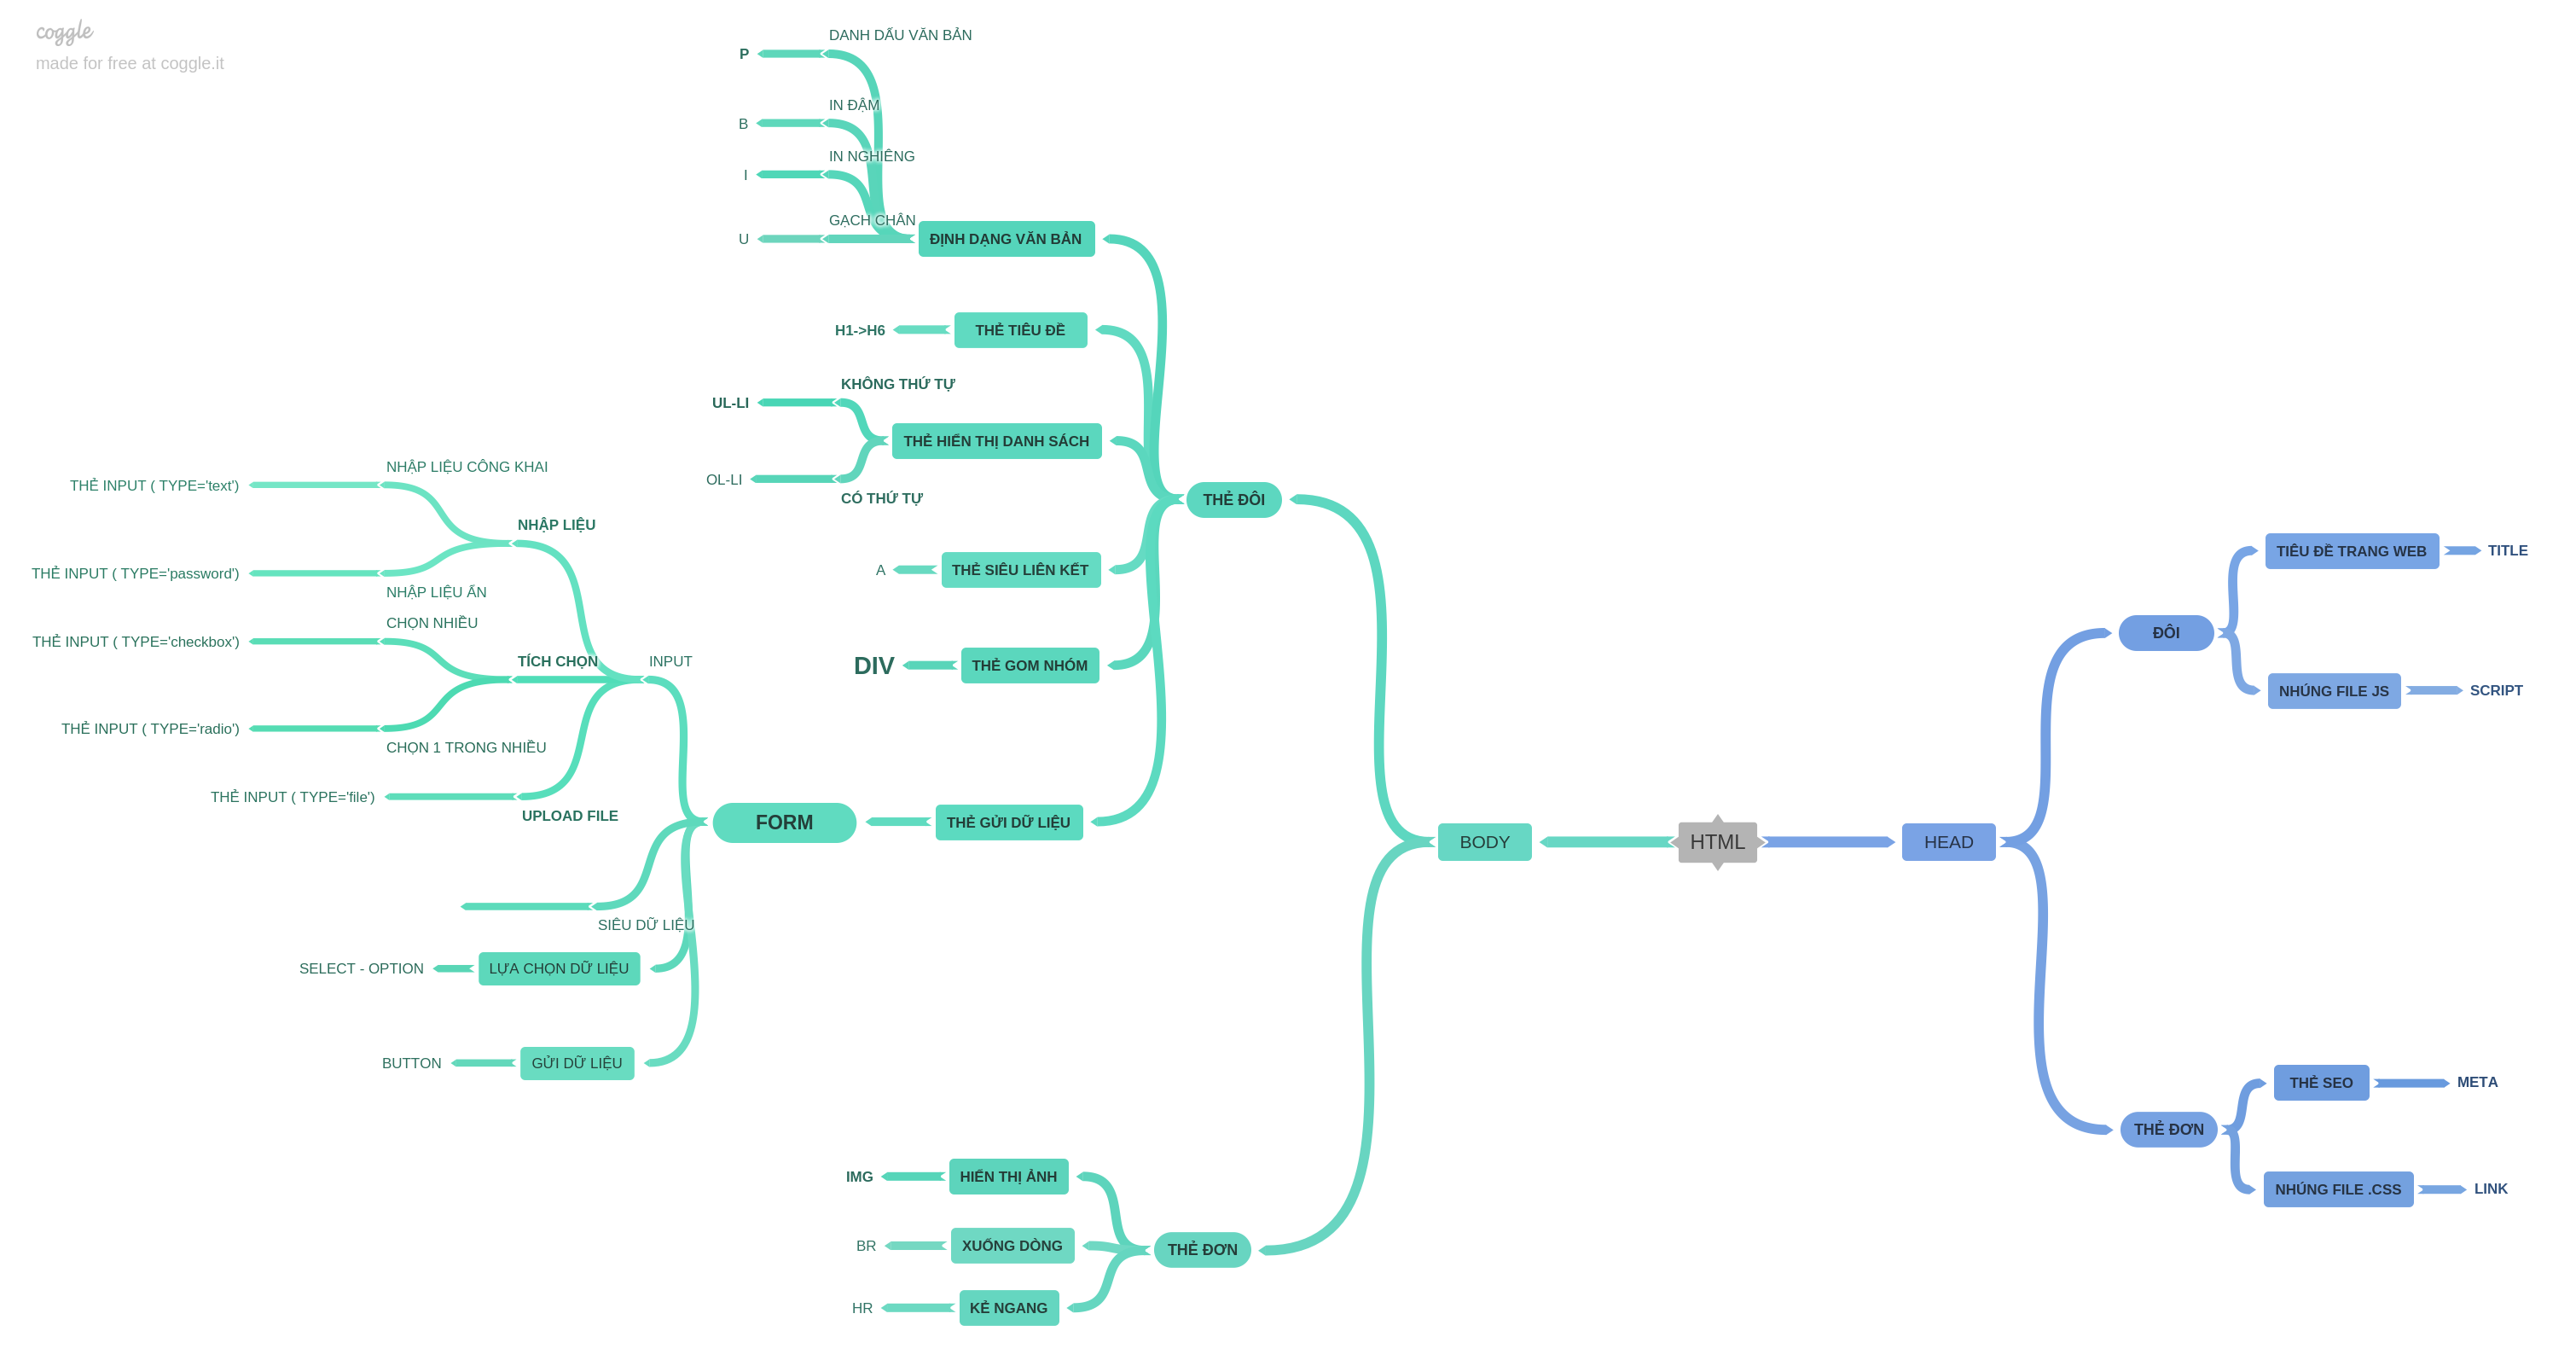 coggle
made for free at coggle.it
DANH DẤU VĂN BẢN
P
IN ĐẬM
B
IN NGHIÊNG
I
GẠCH CHÂN
U
ĐỊNH DẠNG VĂN BẢN
H1->H6
THẺ TIÊU ĐỀ
KHÔNG THỨ TỰ
UL-LI
THẺ HIỂN THỊ DANH SÁCH
OL-LI
CÓ THỨ TỰ
THẺ ĐÔI
A
THẺ SIÊU LIÊN KẾT
DIV
THẺ GOM NHÓM
NHẬP LIỆU CÔNG KHAI
THẺ INPUT ( TYPE='text')
NHẬP LIỆU
THẺ INPUT ( TYPE='password')
NHẬP LIỆU ẨN
CHỌN NHIỀU
THẺ INPUT ( TYPE='checkbox')
TÍCH CHỌN
INPUT
THẺ INPUT ( TYPE='radio')
CHỌN 1 TRONG NHIỀU
THẺ INPUT ( TYPE='file')
UPLOAD FILE
FORM
THẺ GỬI DỮ LIỆU
SIÊU DỮ LIỆU
SELECT - OPTION
LỰA CHỌN DỮ LIỆU
BUTTON
GỬI DỮ LIỆU
BODY
HTML
HEAD
IMG
HIỂN THỊ ẢNH
BR
XUỐNG DÒNG
THẺ ĐƠN
HR
KẺ NGANG
TIÊU ĐỀ TRANG WEB
TITLE
ĐÔI
NHÚNG FILE JS
SCRIPT
THẺ SEO
META
THẺ ĐƠN
NHÚNG FILE .CSS
LINK